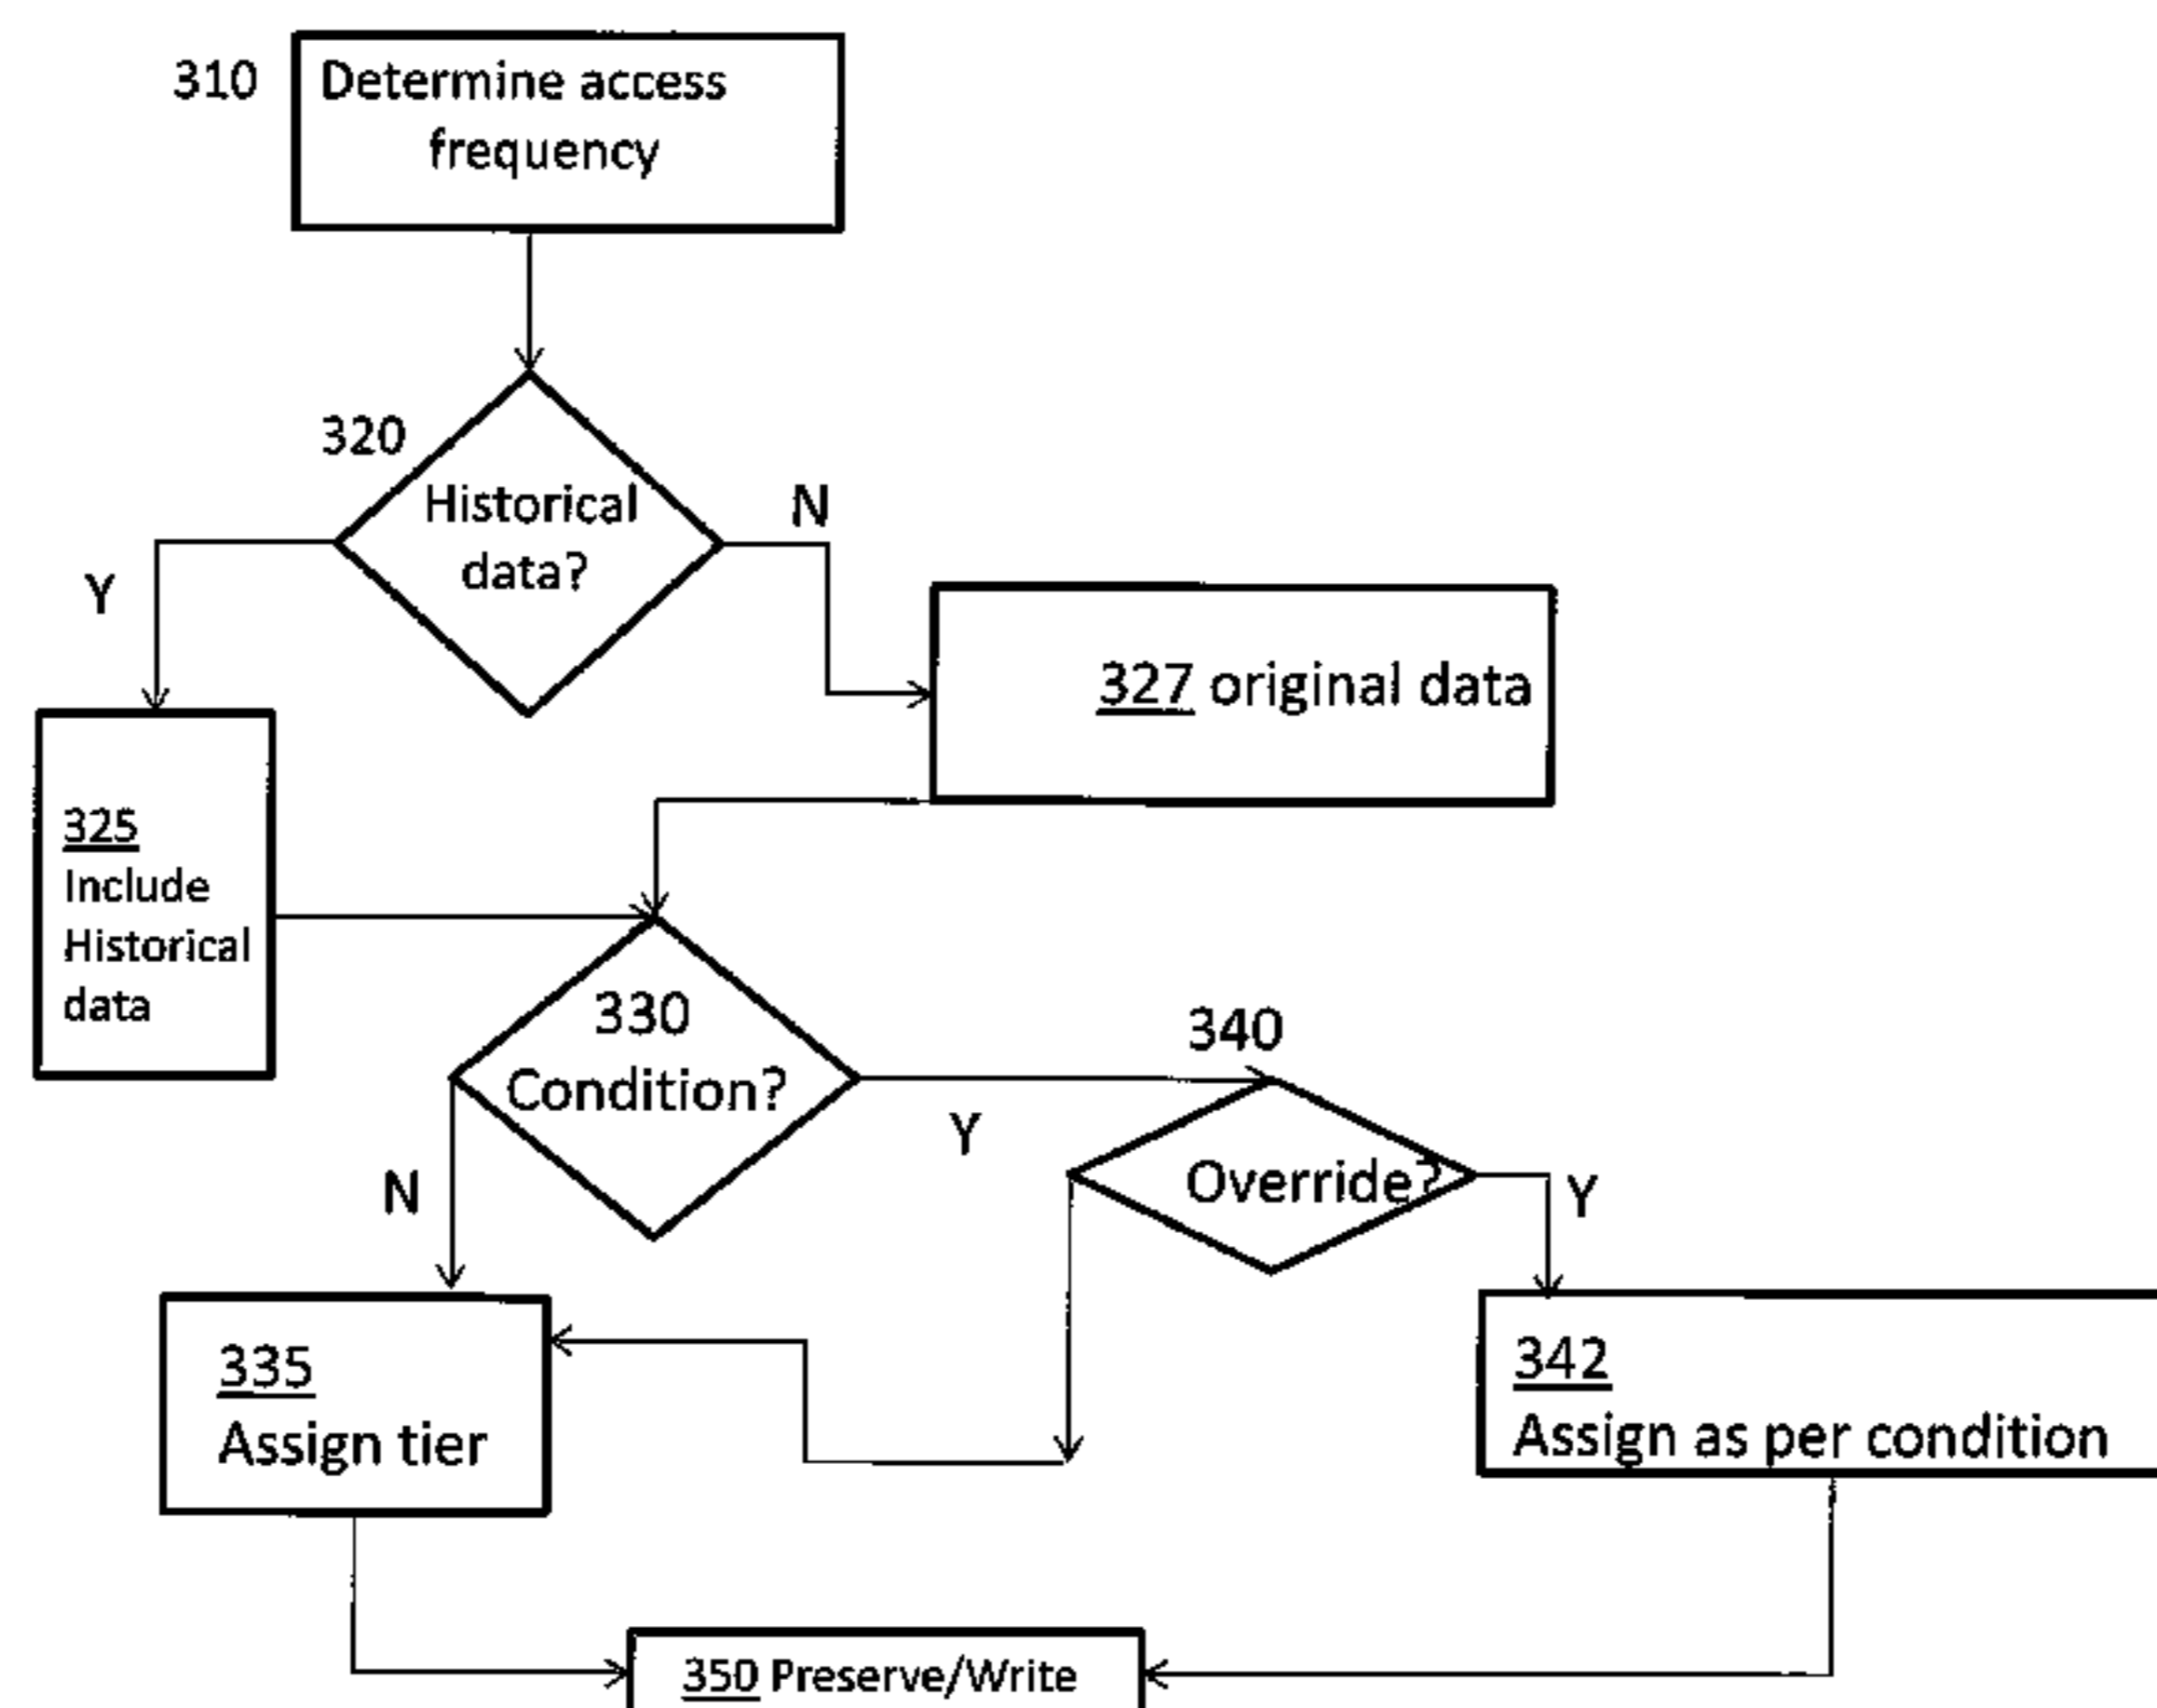 310 Determine access
frequency
320
Historical
data?
N
Y
327 original data
325
Include
Historical
data
330
Condition?
340
Y
Override?
Y
N
335
Assign tier
342
Assign as per condition
350 Preserve/Write